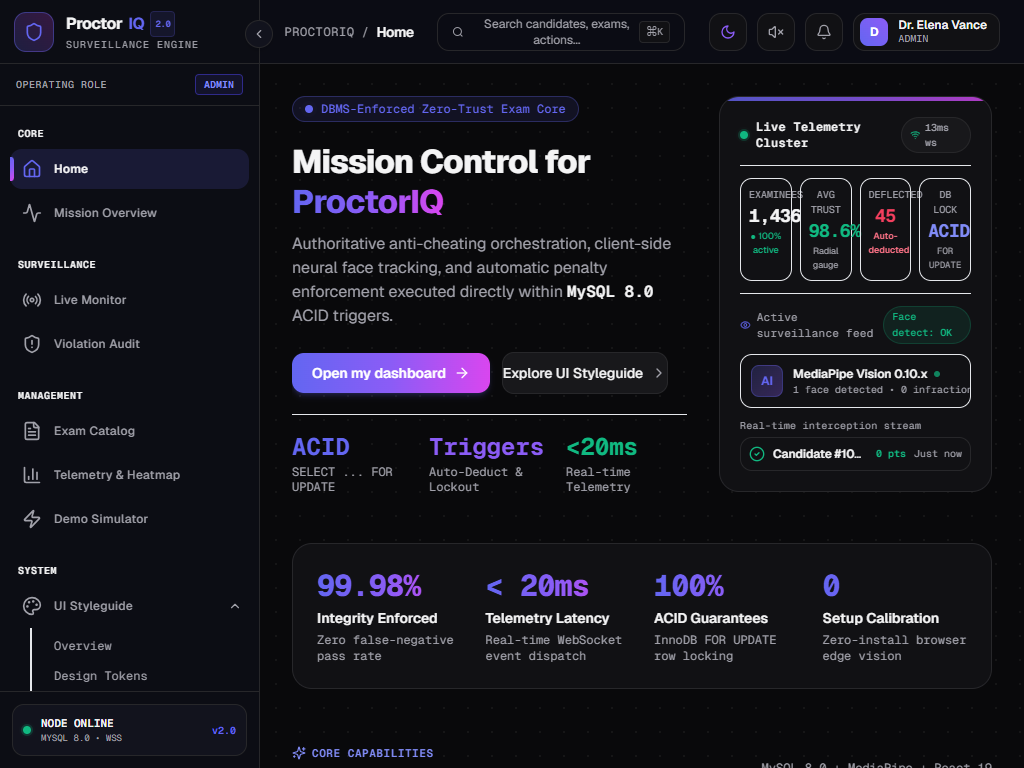 Proctor IQ 2.0
SURVEILLANCE ENGINE
OPERATING ROLE ADMIN
CORE
Home
Mission Overview
SURVEILLANCE
Live Monitor
Violation Audit
MANAGEMENT
Exam Catalog
Telemetry & Heatmap
Demo Simulator
SYSTEM
UI Styleguide
Overview
Design Tokens
NODE ONLINE
MYSQL 8.0 • WSS
v2.0
PROCTORIQ / Home
Search candidates, exams,
actions…
⌘K
D
Dr. Elena Vance
ADMIN
DBMS-Enforced Zero-Trust Exam Core
Mission Control for
ProctorIQ
Authoritative anti-cheating orchestration, client-side
neural face tracking, and automatic penalty
enforcement executed directly within MySQL 8.0
ACID triggers.
Open my dashboard
Explore UI Styleguide
ACID
SELECT ... FOR
UPDATE
Triggers
Auto-Deduct &
Lockout
<20ms
Real-time
Telemetry
Live Telemetry
Cluster
13ms
ws
EXAMINEES
1,436
● 100%
active
AVG
TRUST
98.6%
Radial
gauge
DEFLECTED
45
Auto-
deducted
DB
LOCK
ACID
FOR
UPDATE
Active
surveillance feed
Face
detect: OK
AI
MediaPipe Vision 0.10.x
1 face detected • 0 infraction
Real-time interception stream
Candidate #10… 0 pts Just now
99.98%
Integrity Enforced
Zero false-negative
pass rate
< 20ms
Telemetry Latency
Real-time WebSocket
event dispatch
100%
ACID Guarantees
InnoDB FOR UPDATE
row locking
0
Setup Calibration
Zero-install browser
edge vision
CORE CAPABILITIES
MySQL 8.0 + MediaPipe + React 19